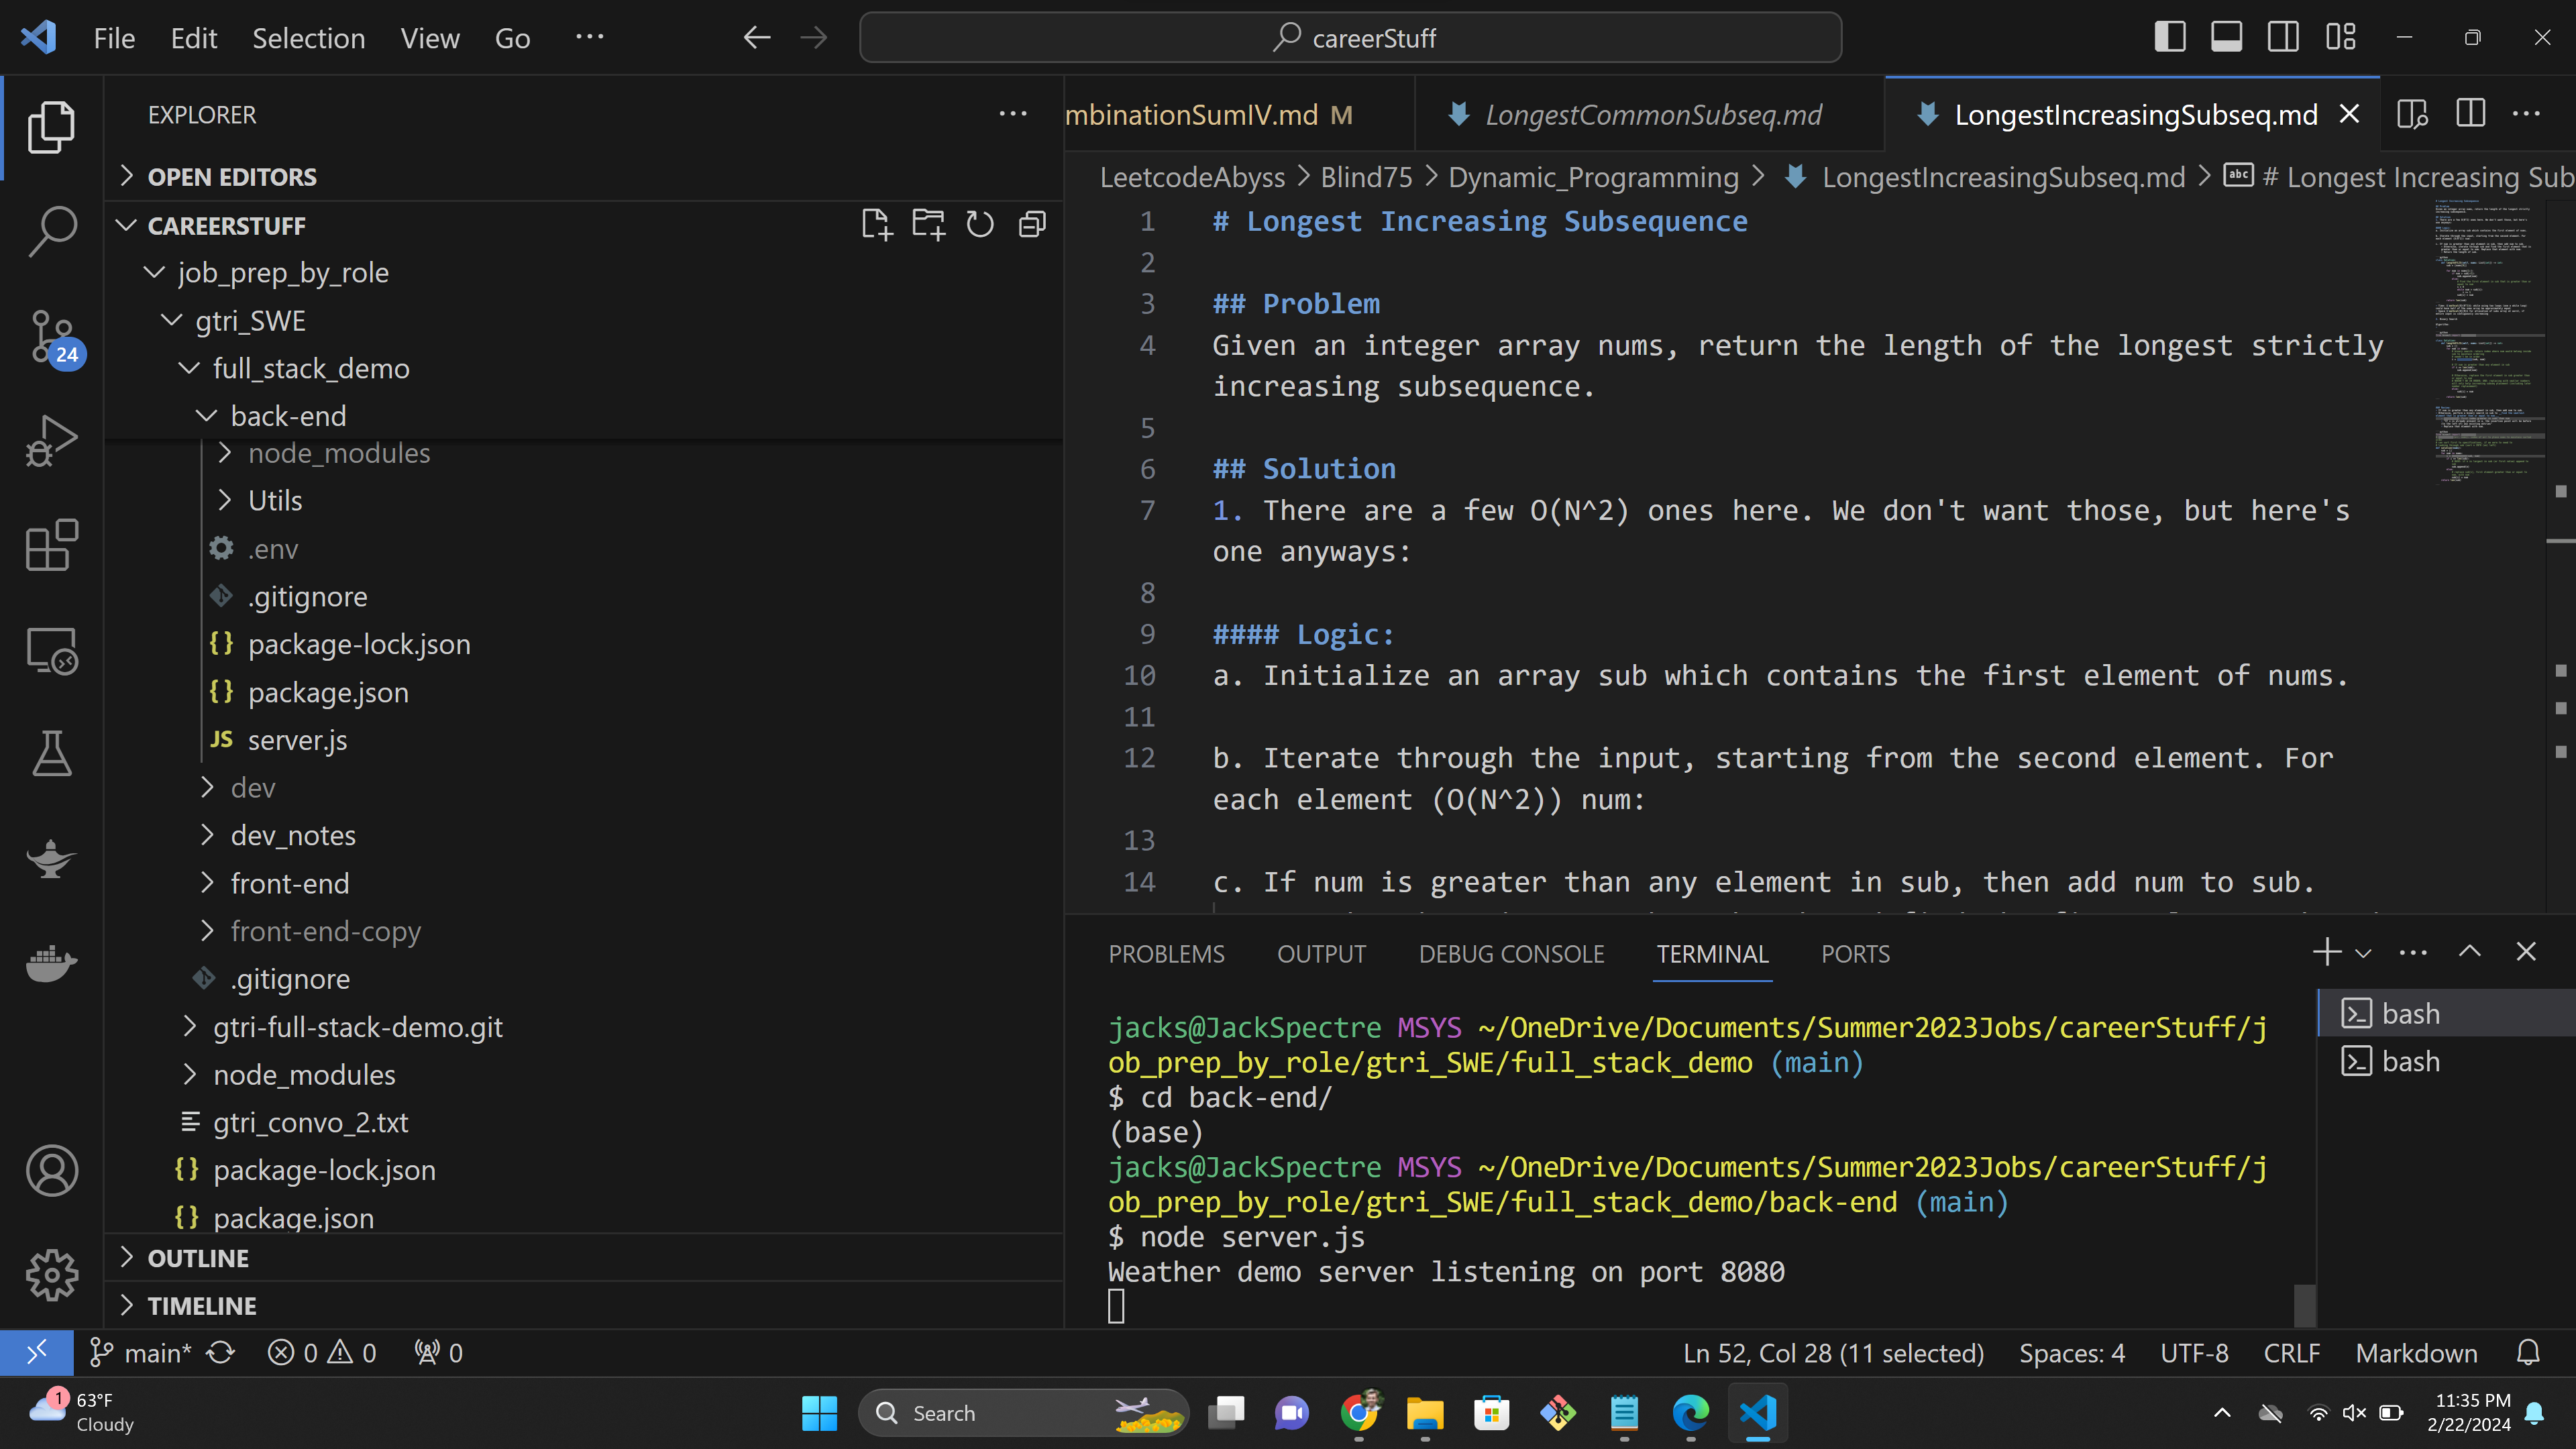 File Edit Selection View Go ...
careerStuff
EXPLORER
OPEN EDITORS
CAREERSTUFF
job_prep_by_role
gtri_SWE
full_stack_demo
back-end
node_modules
Utils
.env
.gitignore
package-lock.json
package.json
JS server.js
dev
dev_notes
front-end
front-end-copy
.gitignore
gtri-full-stack-demo.git
node_modules
gtri_convo_2.txt
package-lock.json
package.json
OUTLINE
TIMELINE
24
mbinationSumIV.md M
LongestCommonSubseq.md
LongestIncreasingSubseq.md
LeetcodeAbyss > Blind75 > Dynamic_Programming > LongestIncreasingSubseq.md > abc # Longest Increasing Sub
1 # Longest Increasing Subsequence
2
3 ## Problem
4 Given an integer array nums, return the length of the longest strictly
increasing subsequence.
5
6 ## Solution
7 1. There are a few O(N^2) ones here. We don't want those, but here's
one anyways:
8
9 #### Logic:
10 a. Initialize an array sub which contains the first element of nums.
11
12 b. Iterate through the input, starting from the second element. For
each element (O(N^2)) num:
13
14 c. If num is greater than any element in sub, then add num to sub.
PROBLEMS OUTPUT DEBUG CONSOLE TERMINAL PORTS
jacks@JackSpectre MSYS ~/OneDrive/Documents/Summer2023Jobs/careerStuff/j
ob_prep_by_role/gtri_SWE/full_stack_demo (main)
$ cd back-end/
(base)
jacks@JackSpectre MSYS ~/OneDrive/Documents/Summer2023Jobs/careerStuff/j
ob_prep_by_role/gtri_SWE/full_stack_demo/back-end (main)
$ node server.js
Weather demo server listening on port 8080
bash
bash
main* 0 0 0
Ln 52, Col 28 (11 selected) Spaces: 4 UTF-8 CRLF Markdown
1
63°F
Cloudy
Search
11:35 PM
2/22/2024